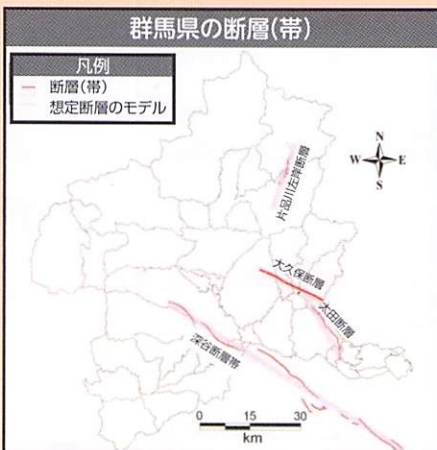 群馬県の断層(帯)
凡例
断層(帯)
想定断層のモデル
N
W E
S
片品川左岸断層
大久保断層
太田断層
深谷断層帯
0 15 30
km